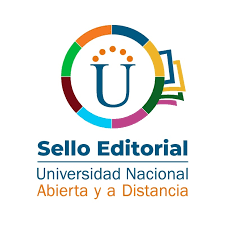 U
Sello Editorial
Universidad Nacional
Abierta y a Distancia